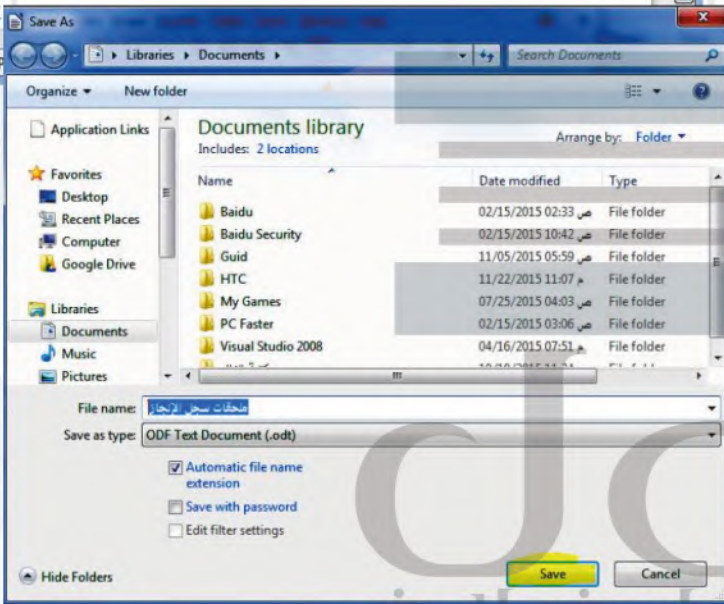 Save As
Libraries ▸ Documents ▸
Search Documents
Organize ▾ New folder
Application Links
Favorites
Desktop
Recent Places
Computer
Google Drive
Libraries
Documents
Music
Pictures
Documents library
Includes: 2 locations
Arrange by: Folder ▾
Name Date modified Type
Baidu 02/15/2015 02:33 ص File folder
Baidu Security 02/15/2015 10:42 ص File folder
Guid 11/05/2015 05:59 ص File folder
HTC 11/22/2015 11:07 م File folder
My Games 07/25/2015 04:03 ص File folder
PC Faster 02/15/2015 03:06 ص File folder
Visual Studio 2008 04/16/2015 07:51 م File folder
File name: ملحقات سجل الإنجاز
Save as type: ODF Text Document (.odt)
Automatic file name
extension
Save with password
Edit filter settings
Hide Folders
Save
Cancel